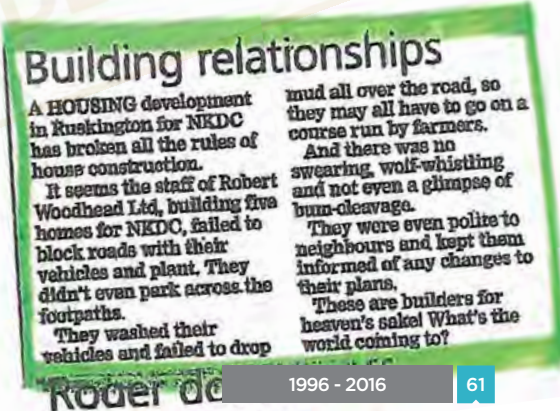 Building relationships
A HOUSING development
in Ruskington for NKDC
has broken all the rules of
house construction.
It seems the staff of Robert
Woodhead Ltd, building five
homes for NKDC, failed to
block roads with their
vehicles and plant. They
didn't even park across the
footpaths.
They washed their
vehicles and failed to drop
mud all over the road, so
they may all have to go on a
course run by farmers.
And there was no
swearing, wolf-whistling
and not even a glimpse of
bum-cleavage.
They were even polite to
neighbours and kept them
informed of any changes to
their plans.
These are builders for
heaven's sake! What's the
world coming to?
Roger
1996 - 2016
61